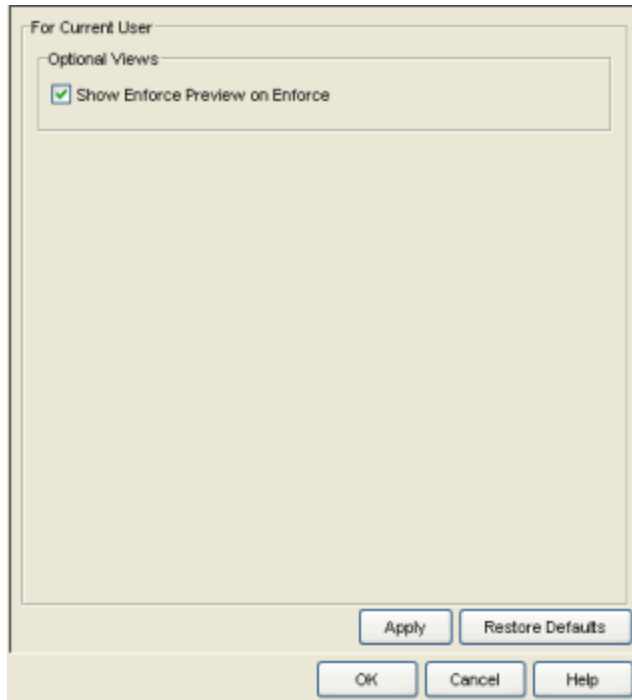 For Current User
Optional Views
Show Enforce Preview on Enforce
Apply Restore Defaults
OK Cancel Help